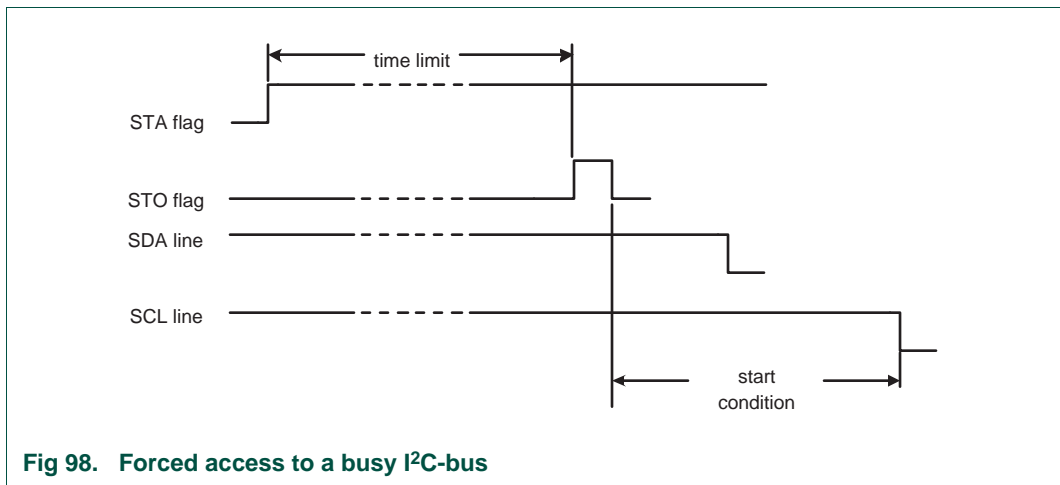 time limit
STA flag
STO flag
SDA line
SCL line
start
condition
Fig 98. Forced access to a busy I²C-bus